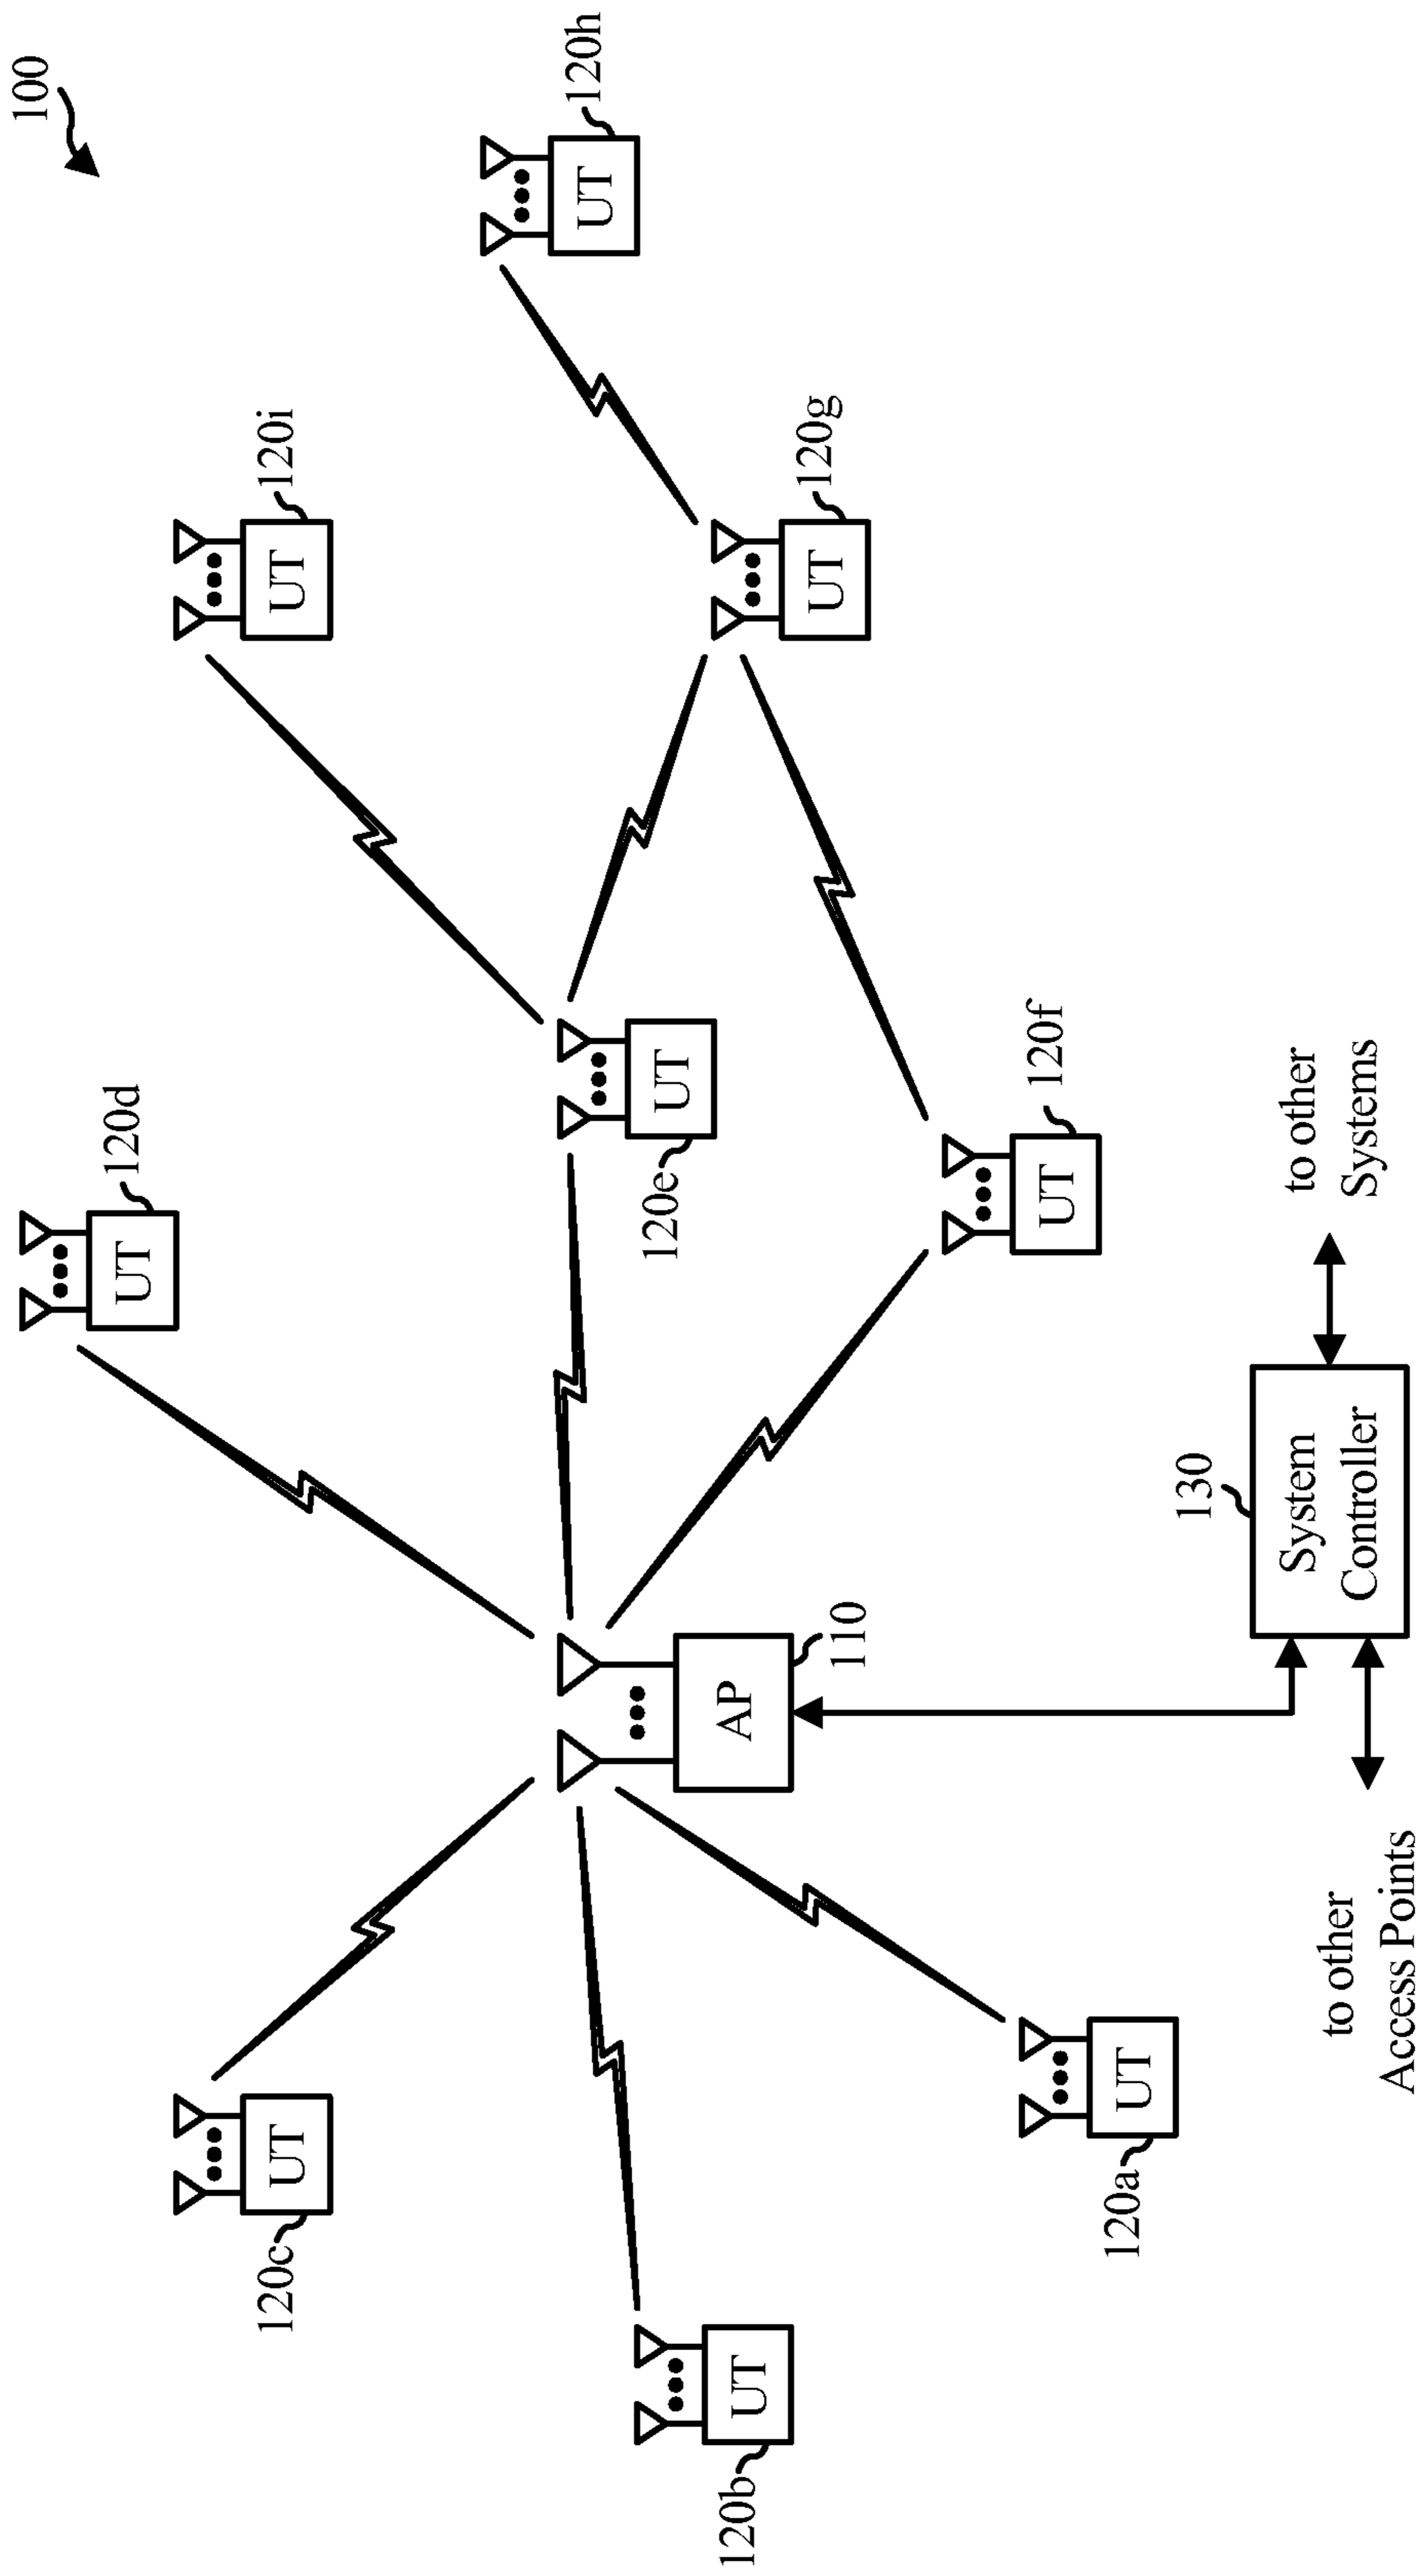 100
120d
UT
120i
UT
120c
UT
120h
UT
120e
UT
120b
UT
AP
110
120g
UT
120f
UT
120a
UT
130
System
Controller
to other
Systems
to other
Access Points